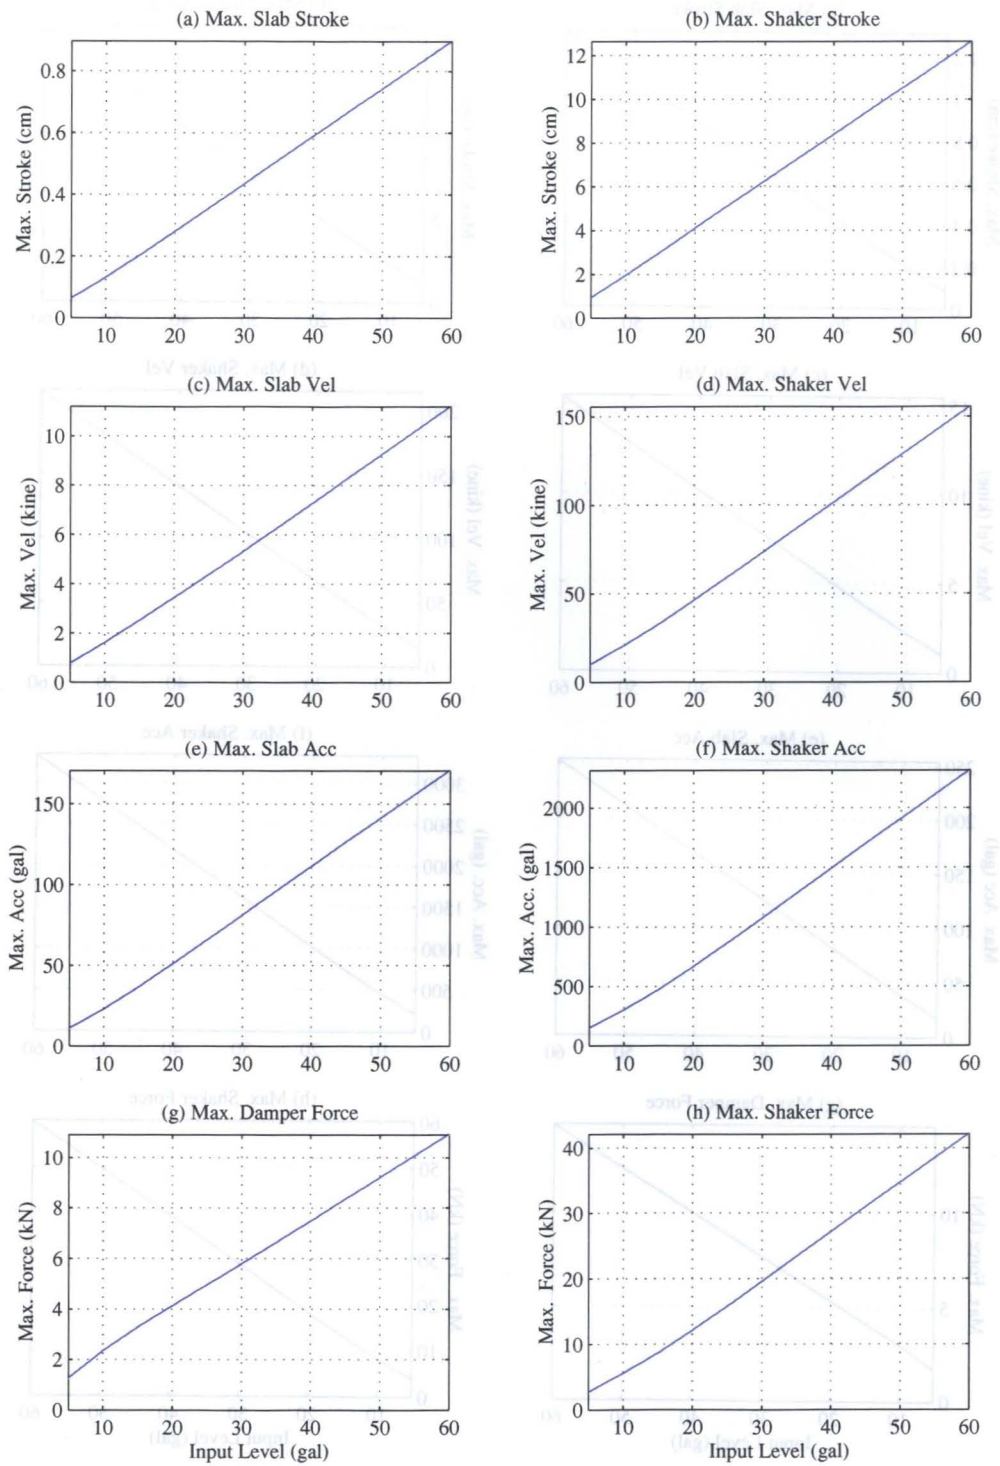 (a) Max. Slab Stroke
Max. Stroke (cm)
0.8
0.6
0.4
0.2
0
10 20 30 40 50 60
(b) Max. Shaker Stroke
Max. Stroke (cm)
12
10
8
6
4
2
0
10 20 30 40 50 60
(c) Max. Slab Vel
Max. Vel (kine)
10
8
6
4
2
0
10 20 30 40 50 60
(d) Max. Shaker Vel
Max. Vel (kine)
150
100
50
0
10 20 30 40 50 60
(e) Max. Slab Acc
Max. Acc (gal)
150
100
50
0
10 20 30 40 50 60
(f) Max. Shaker Acc
Max. Acc. (gal)
2000
1500
1000
500
0
10 20 30 40 50 60
(g) Max. Damper Force
Max. Force (kN)
10
8
6
4
2
0
10 20 30 40 50 60
Input Level (gal)
(h) Max. Shaker Force
Max. Force (kN)
40
30
20
10
0
10 20 30 40 50 60
Input Level (gal)